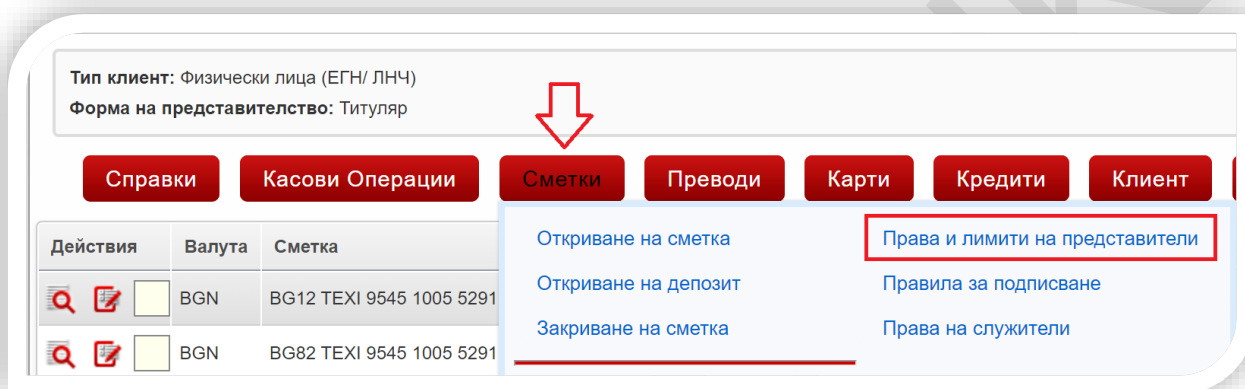 Тип клиент: Физически лица (ЕГН/ ЛНЧ)
Форма на представителство: Титуляр
Справки Касови Операции Сметки Преводи Карти Кредити Клиент
Действия Валута Сметка
Откриване на сметка Права и лимити на представители
Откриване на депозит Правила за подписване
BGN BG12 TEXI 9545 1005 5291
Закриване на сметка Права на служители
BGN BG82 TEXI 9545 1005 5291